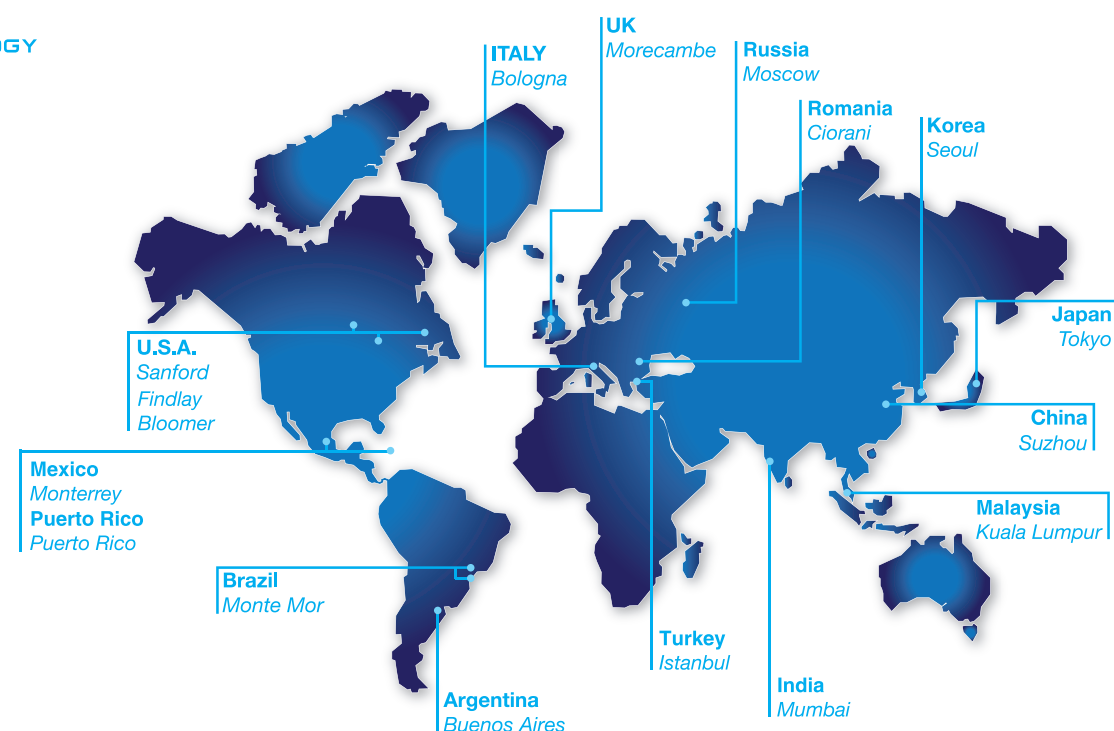 UK
Morecambe
ITALY
Bologna
Russia
Moscow
Romania
Ciorani
Korea
Seoul
Japan
Tokyo
U.S.A.
Sanford
Findlay
Bloomer
China
Suzhou
Mexico
Monterrey
Puerto Rico
Puerto Rico
Malaysia
Kuala Lumpur
Brazil
Monte Mor
Turkey
Istanbul
India
Mumbai
Argentina
Buenos Aires